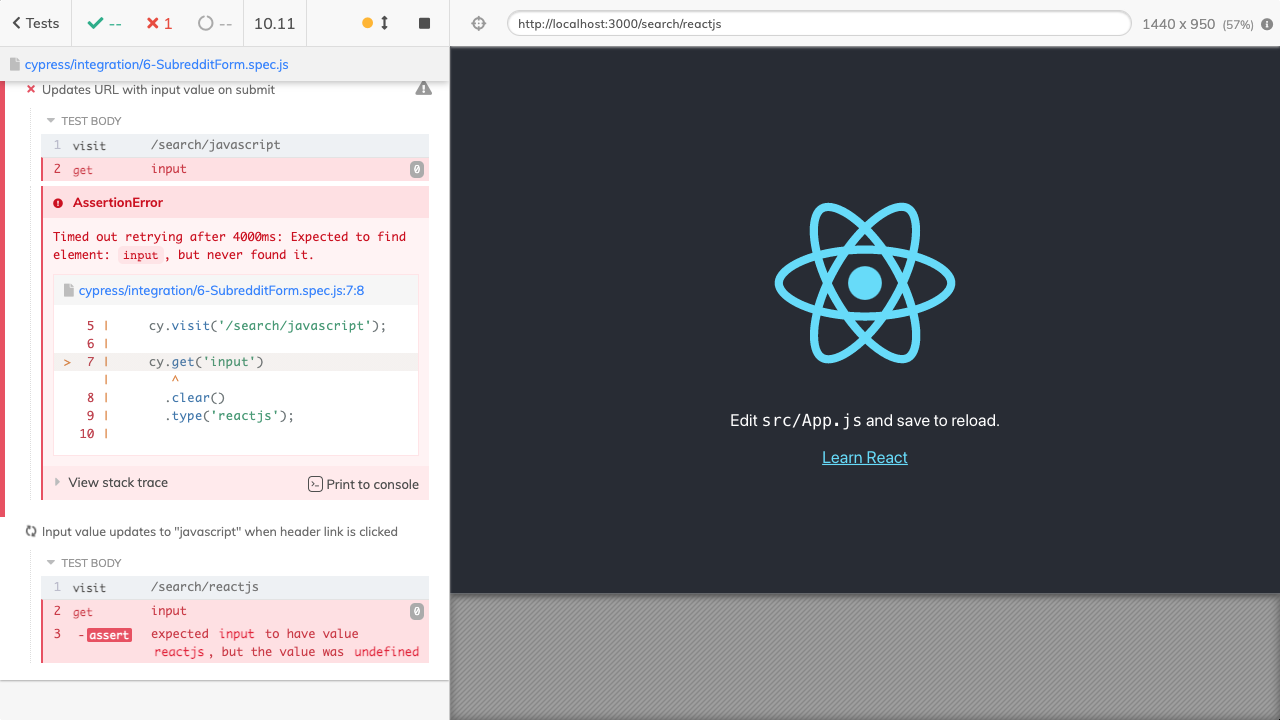 Tests
--
1
--
10.11
http://localhost:3000/search/reactjs
1440 x 950 (57%)
cypress/integration/6-SubredditForm.spec.js
Updates URL with input value on submit
TEST BODY
1 visit /search/javascript
2 get input 0
AssertionError
Timed out retrying after 4000ms: Expected to find
element: input, but never found it.
cypress/integration/6-SubredditForm.spec.js:7:8
5 | cy.visit('/search/javascript');
6 |
> 7 | cy.get('input')
| ^
8 | .clear()
9 | .type('reactjs');
10 |
View stack trace
Print to console
Input value updates to "javascript" when header link is clicked
TEST BODY
1 visit /search/reactjs
2 get input 0
3 -assert expected input to have value
reactjs, but the value was undefined
Edit src/App.js and save to reload.
Learn React